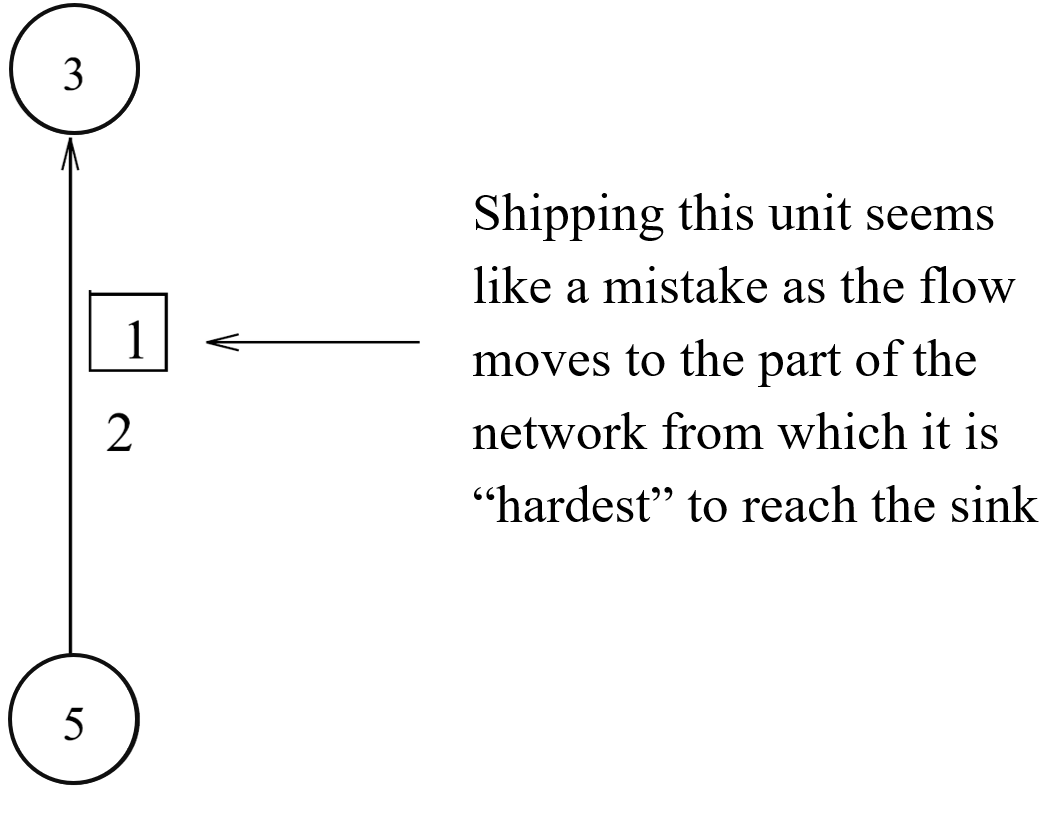 3
1
2
5
Shipping this unit seems
like a mistake as the flow
moves to the part of the
network from which it is
“hardest” to reach the sink